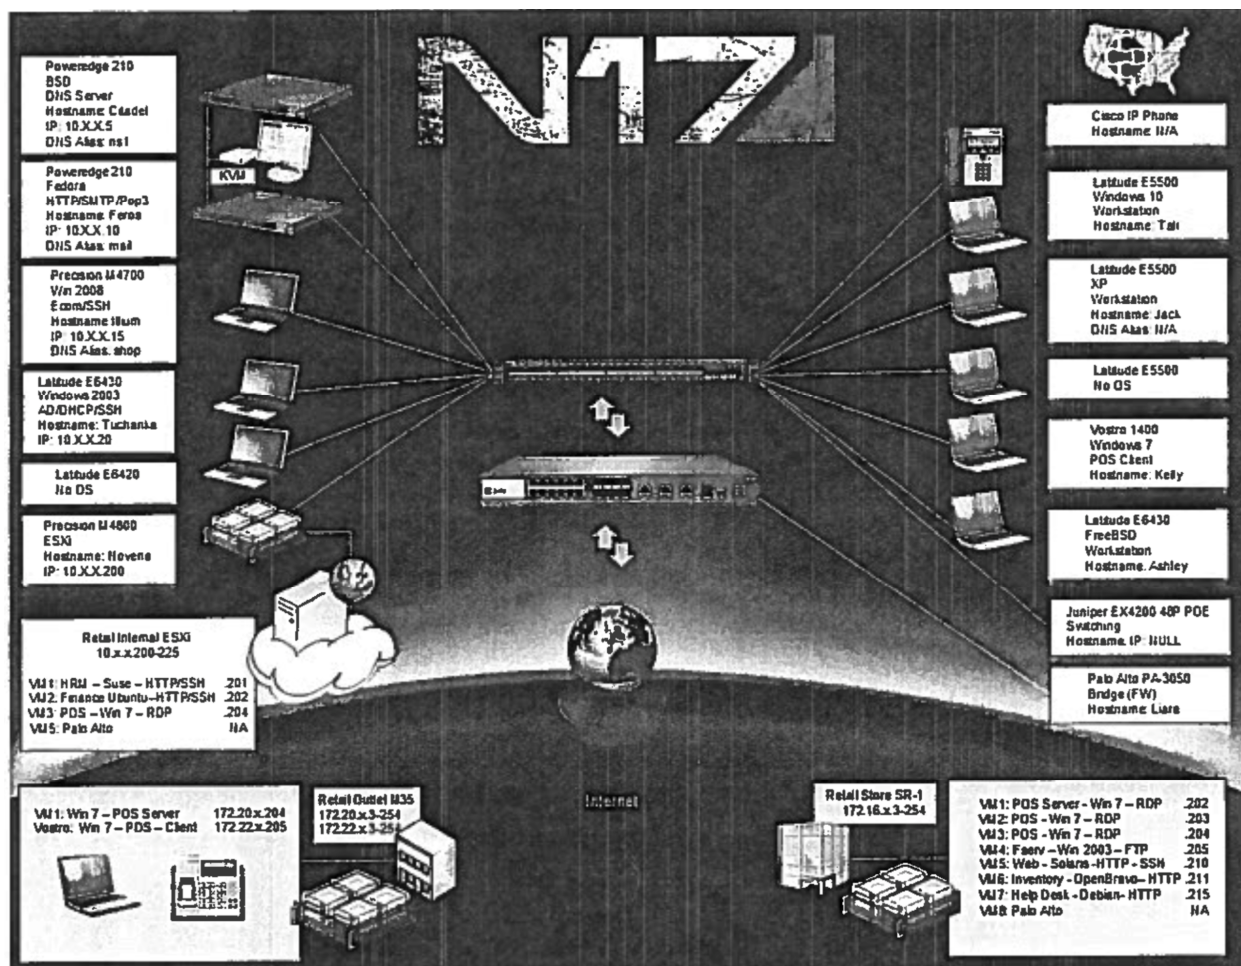 N17
Poweredge 210
BSD
DNS Server
Hostname: Citadel
IP: 10.X.X.5
DNS Alias: ns1
KVM
Poweredge 210
Fedora
HTTP/SMTP/Pop3
Hostname: Feros
IP: 10.X.X.10
DNS Alias: mail
Precision M4700
Win 2008
Ecom/SSH
Hostname: Illium
IP: 10.X.X.15
DNS Alias: shop
Latitude E6430
Windows 2003
AD/DHCP/SSH
Hostname: Tuchanka
IP: 10.X.X.20
Latitude E6420
No OS
Precision M4800
ESXi
Hostname: Noveria
IP: 10.X.X.200
Retail Internal ESXi
10.x.x.200-225
VM1: HRM – Suse – HTTP/SSH .201
VM2: Finance Ubuntu–HTTP/SSH .202
VM3: POS – Win 7 – RDP .204
VM5: Palo Alto NA
Cisco IP Phone
Hostname: N/A
Latitude E5500
Windows 10
Workstation
Hostname: Tali
Latitude E5500
XP
Workstation
Hostname: Jack
DNS Alias: N/A
Latitude E5500
No OS
Vostro 1400
Windows 7
POS Client
Hostname: Kelly
Latitude E6430
FreeBSD
Workstation
Hostname: Ashley
Juniper EX4200 48P POE
Switching
Hostname: IP: NULL
Palo Alto PA-3050
Bridge (FW)
Hostname: Liara
Internet
VM1: Win 7 – POS Server 172.20.x.204
Vostro: Win 7 – POS – Client 172.22.x.205
Retail Outlet M35
172.20.x.3-254
172.22.x.3-254
Retail Store SR-1
172.16.x.3-254
VM1: POS Server - Win 7 – RDP .202
VM2: POS - Win 7 – RDP .203
VM3: POS - Win 7 – RDP .204
VM4: Fserv – Win 2003 – FTP .205
VM5: Web - Solaris -HTTP - SSH .210
VM6: Inventory - OpenBravo– HTTP .211
VM7: Help Desk - Debian- HTTP .215
VM8: Palo Alto NA